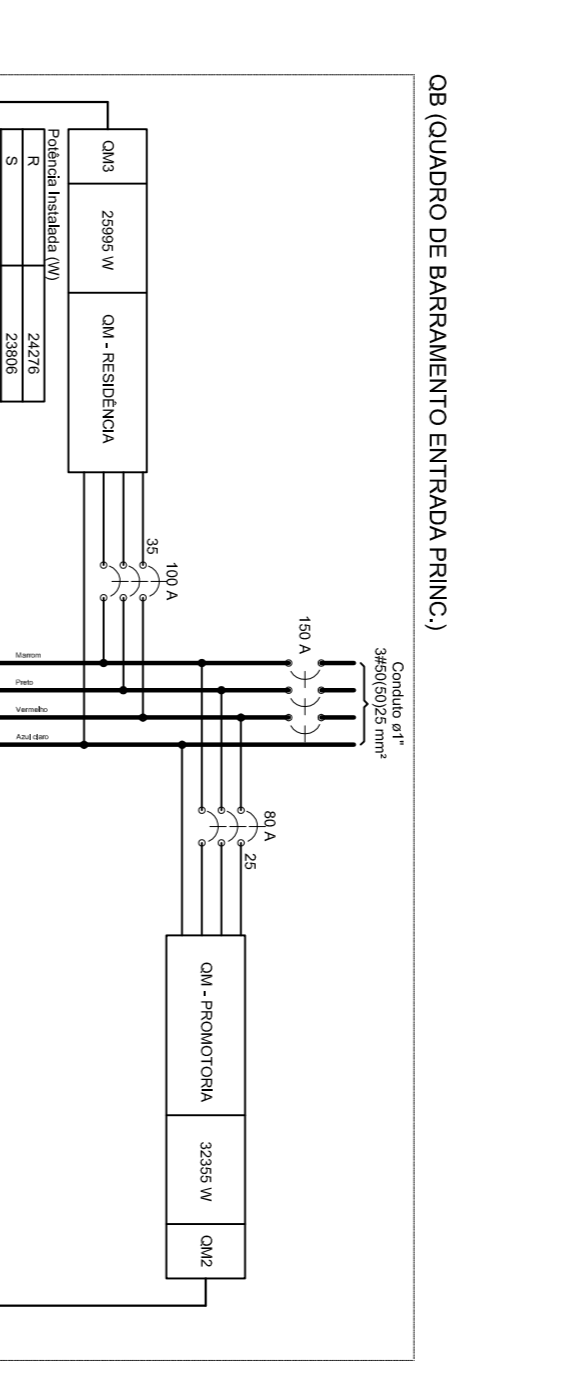 QB (QUADRO DE BARRAMENTO ENTRADA PRINC.)
Conduto ø1"
3#50(50)25 mm²
150 A
QM3
25995 W
QM - RESIDÊNCIA
35
100 A
Potência Instalada (W)
R 24276
S 23806
Marrom
Preto
Vermelho
Azul claro
80 A
25
QM - PROMOTORIA
32355 W
QM2